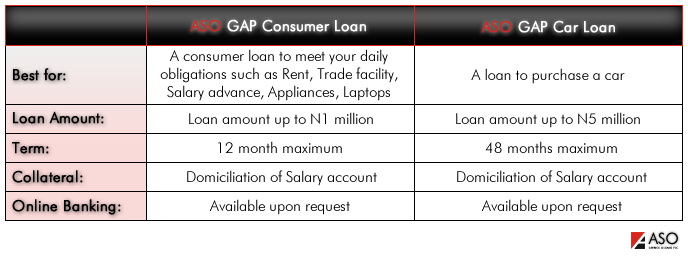 ASO GAP Consumer Loan
ASO GAP Car Loan
Best for:
A consumer loan to meet your daily
obligations such as Rent, Trade facility,
Salary advance, Appliances, Laptops
A loan to purchase a car
Loan Amount:
Loan amount up to N1 million
Loan amount up to N5 million
Term:
12 month maximum
48 months maximum
Collateral:
Domiciliation of Salary account
Domiciliation of Salary account
Online Banking:
Available upon request
Available upon request
ASO